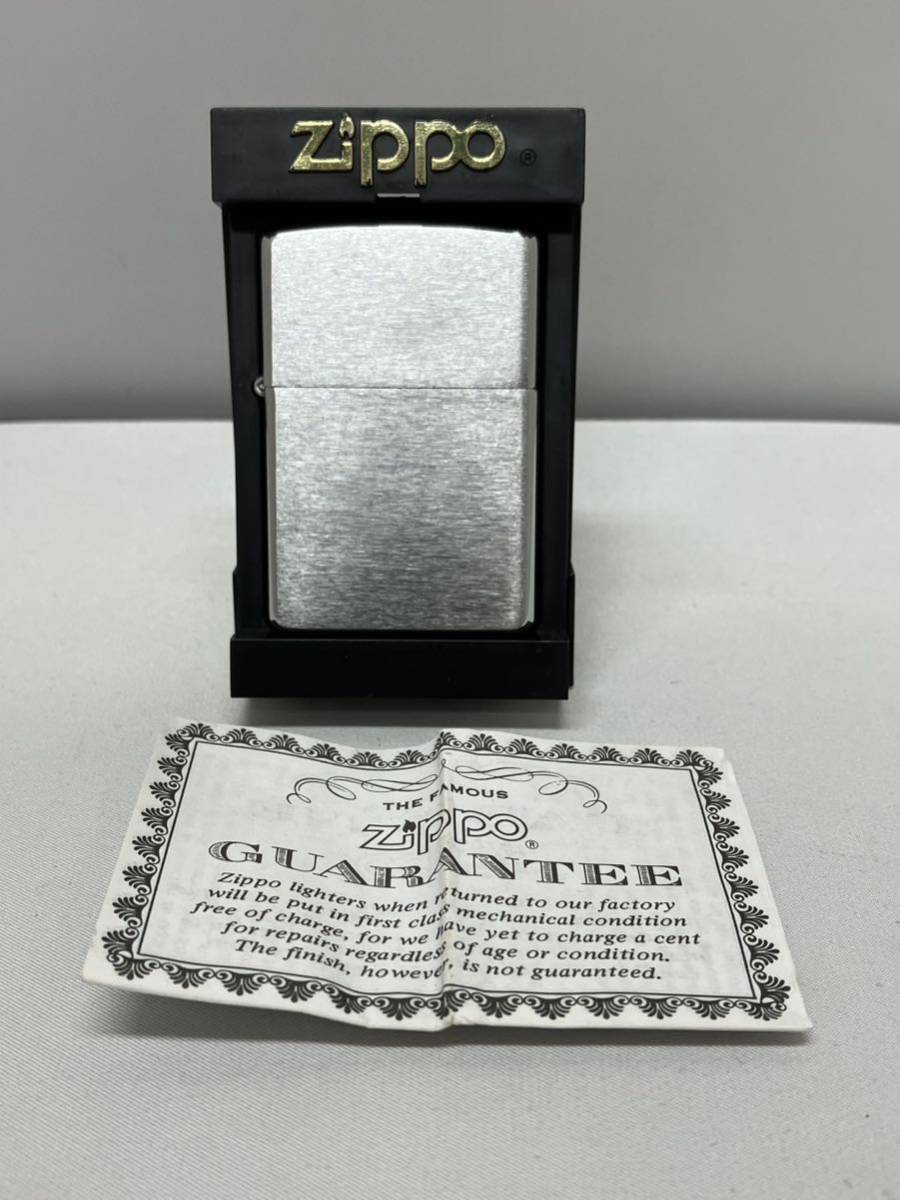 zippo ®
THE FAMOUS
zippo ®
GUARANTEE
Zippo lighters when returned to our factory
will be put in first class mechanical condition
free of charge, for we have yet to charge a cent
for repairs regardless of age or condition.
The finish, however, is not guaranteed.